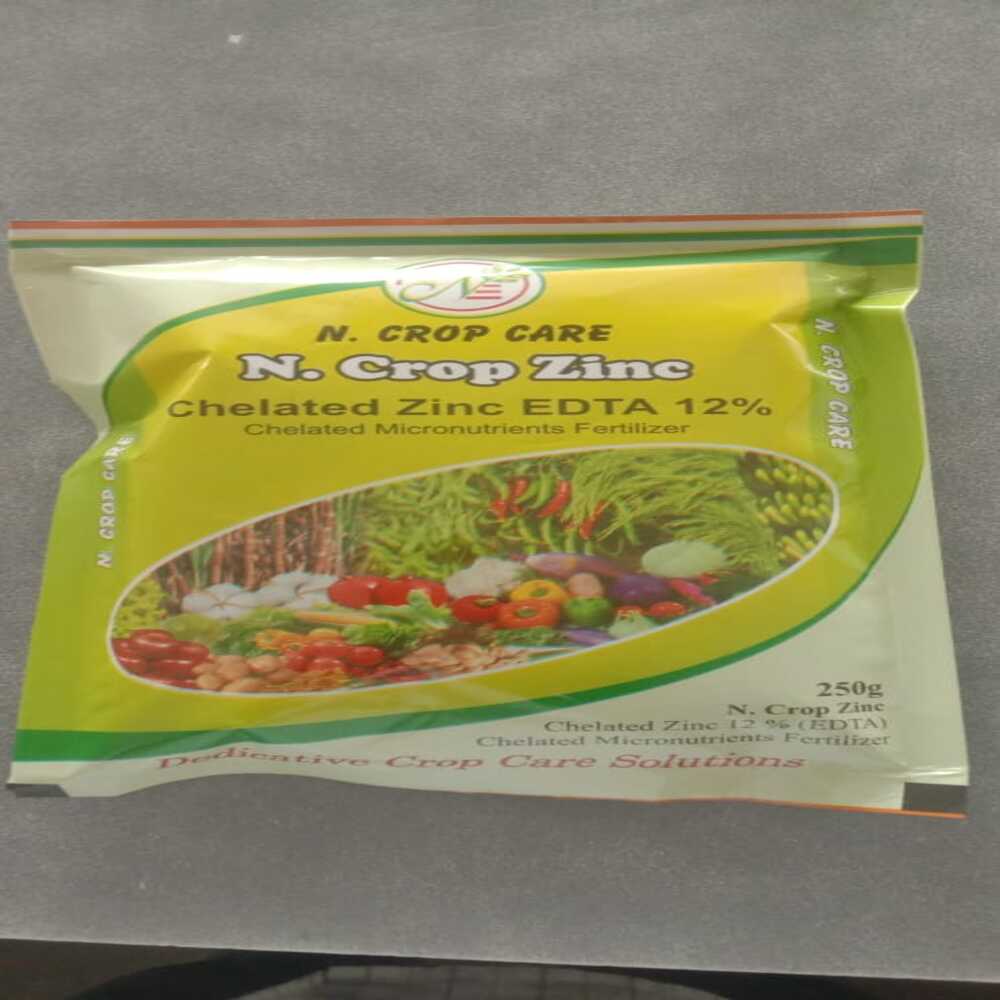 N. CROP CARE
N. Crop Zinc
Chelated Zinc EDTA 12%
Chelated Micronutrients Fertilizer
N. CROP CARE
N. CROP CARE
250g
N. Crop Zinc
Chelated Zinc 12 % (EDTA)
Chelated Micronutrients Fertilizer
Dedicative Crop Care Solutions